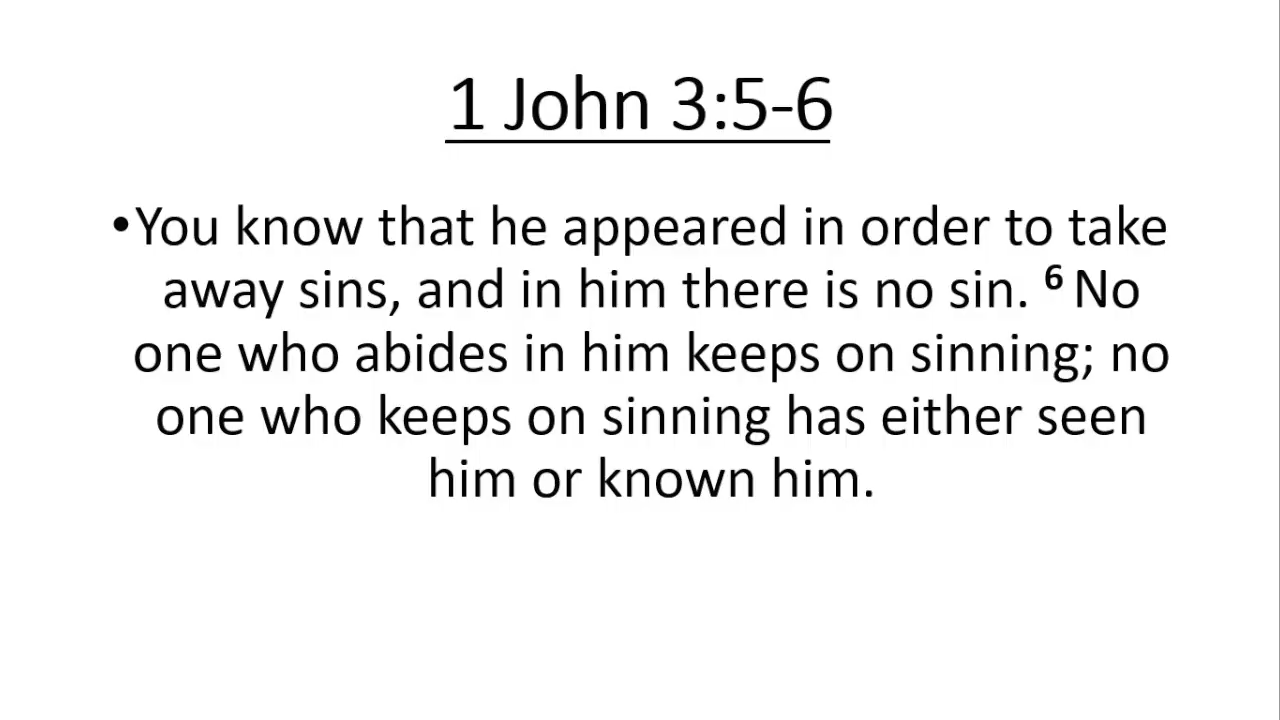 1 John 3:5-6
•You know that he appeared in order to take
away sins, and in him there is no sin. 6 No
one who abides in him keeps on sinning; no
one who keeps on sinning has either seen
him or known him.